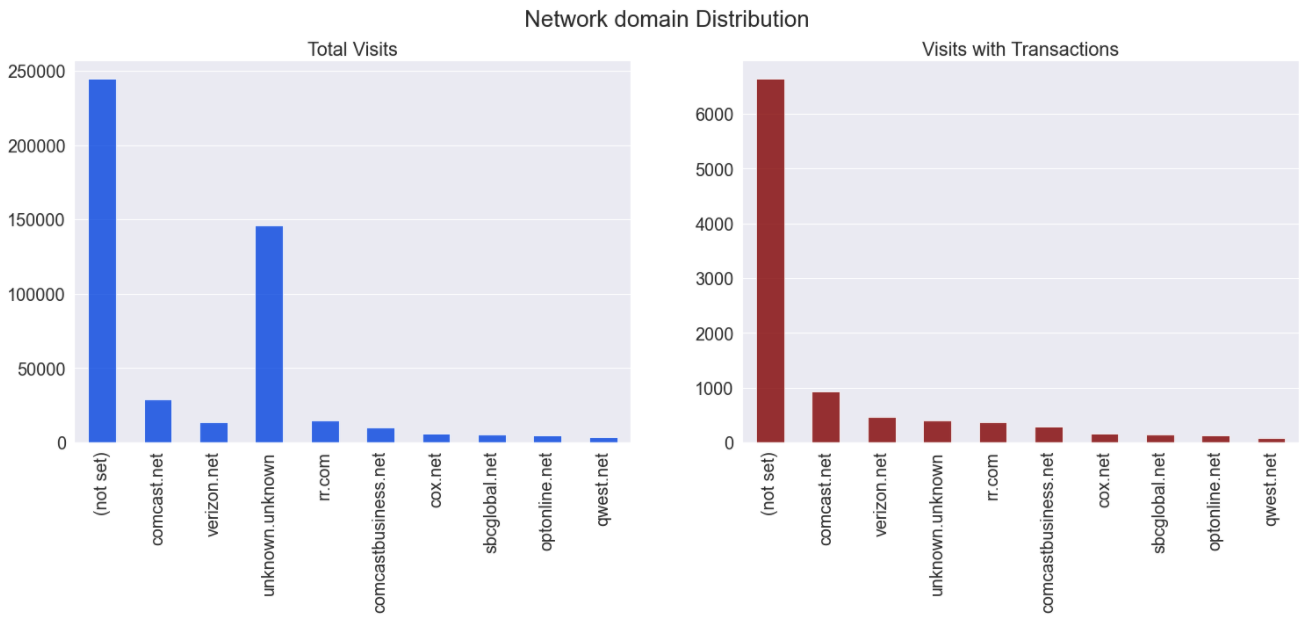 Network domain Distribution
Total Visits
250000
200000
150000
100000
50000
0
(not set)
comcast.net
verizon.net
unknown.unknown
rr.com
comcastbusiness.net
cox.net
sbcglobal.net
optonline.net
qwest.net
Visits with Transactions
6000
5000
4000
3000
2000
1000
0
(not set)
comcast.net
verizon.net
unknown.unknown
rr.com
comcastbusiness.net
cox.net
sbcglobal.net
optonline.net
qwest.net